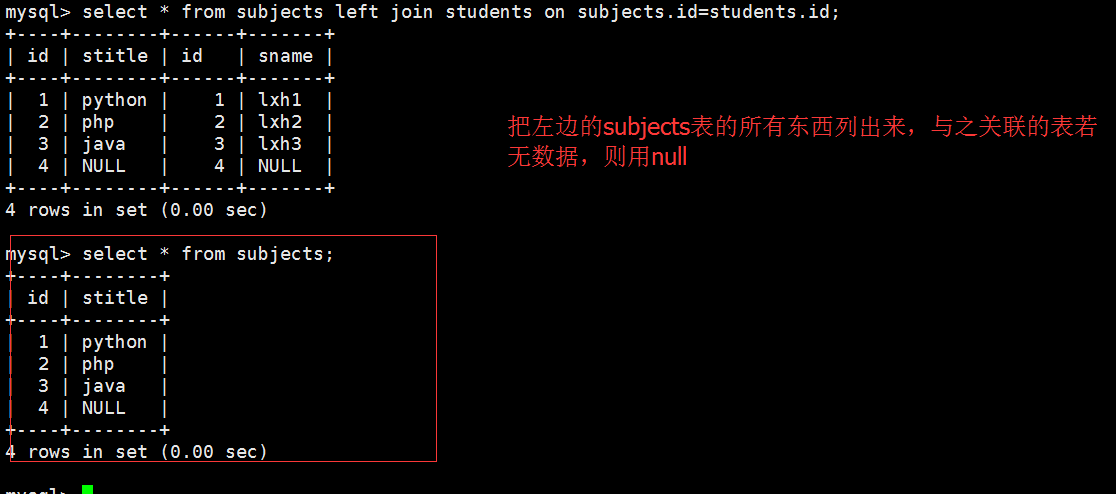 mysql> select * from subjects left join students on subjects.id=students.id;
+----+--------+------+-------+
| id | stitle | id   | sname |
+----+--------+------+-------+
|  1 | python |    1 | lxh1  |
|  2 | php    |    2 | lxh2  |
|  3 | java   |    3 | lxh3  |
|  4 | NULL   |    4 | NULL  |
+----+--------+------+-------+
4 rows in set (0.00 sec)
把左边的subjects表的所有东西列出来，与之关联的表若
无数据，则用null
mysql> select * from subjects;
+----+--------+
| id | stitle |
+----+--------+
|  1 | python |
|  2 | php    |
|  3 | java   |
|  4 | NULL   |
+----+--------+
4 rows in set (0.00 sec)
mysql>